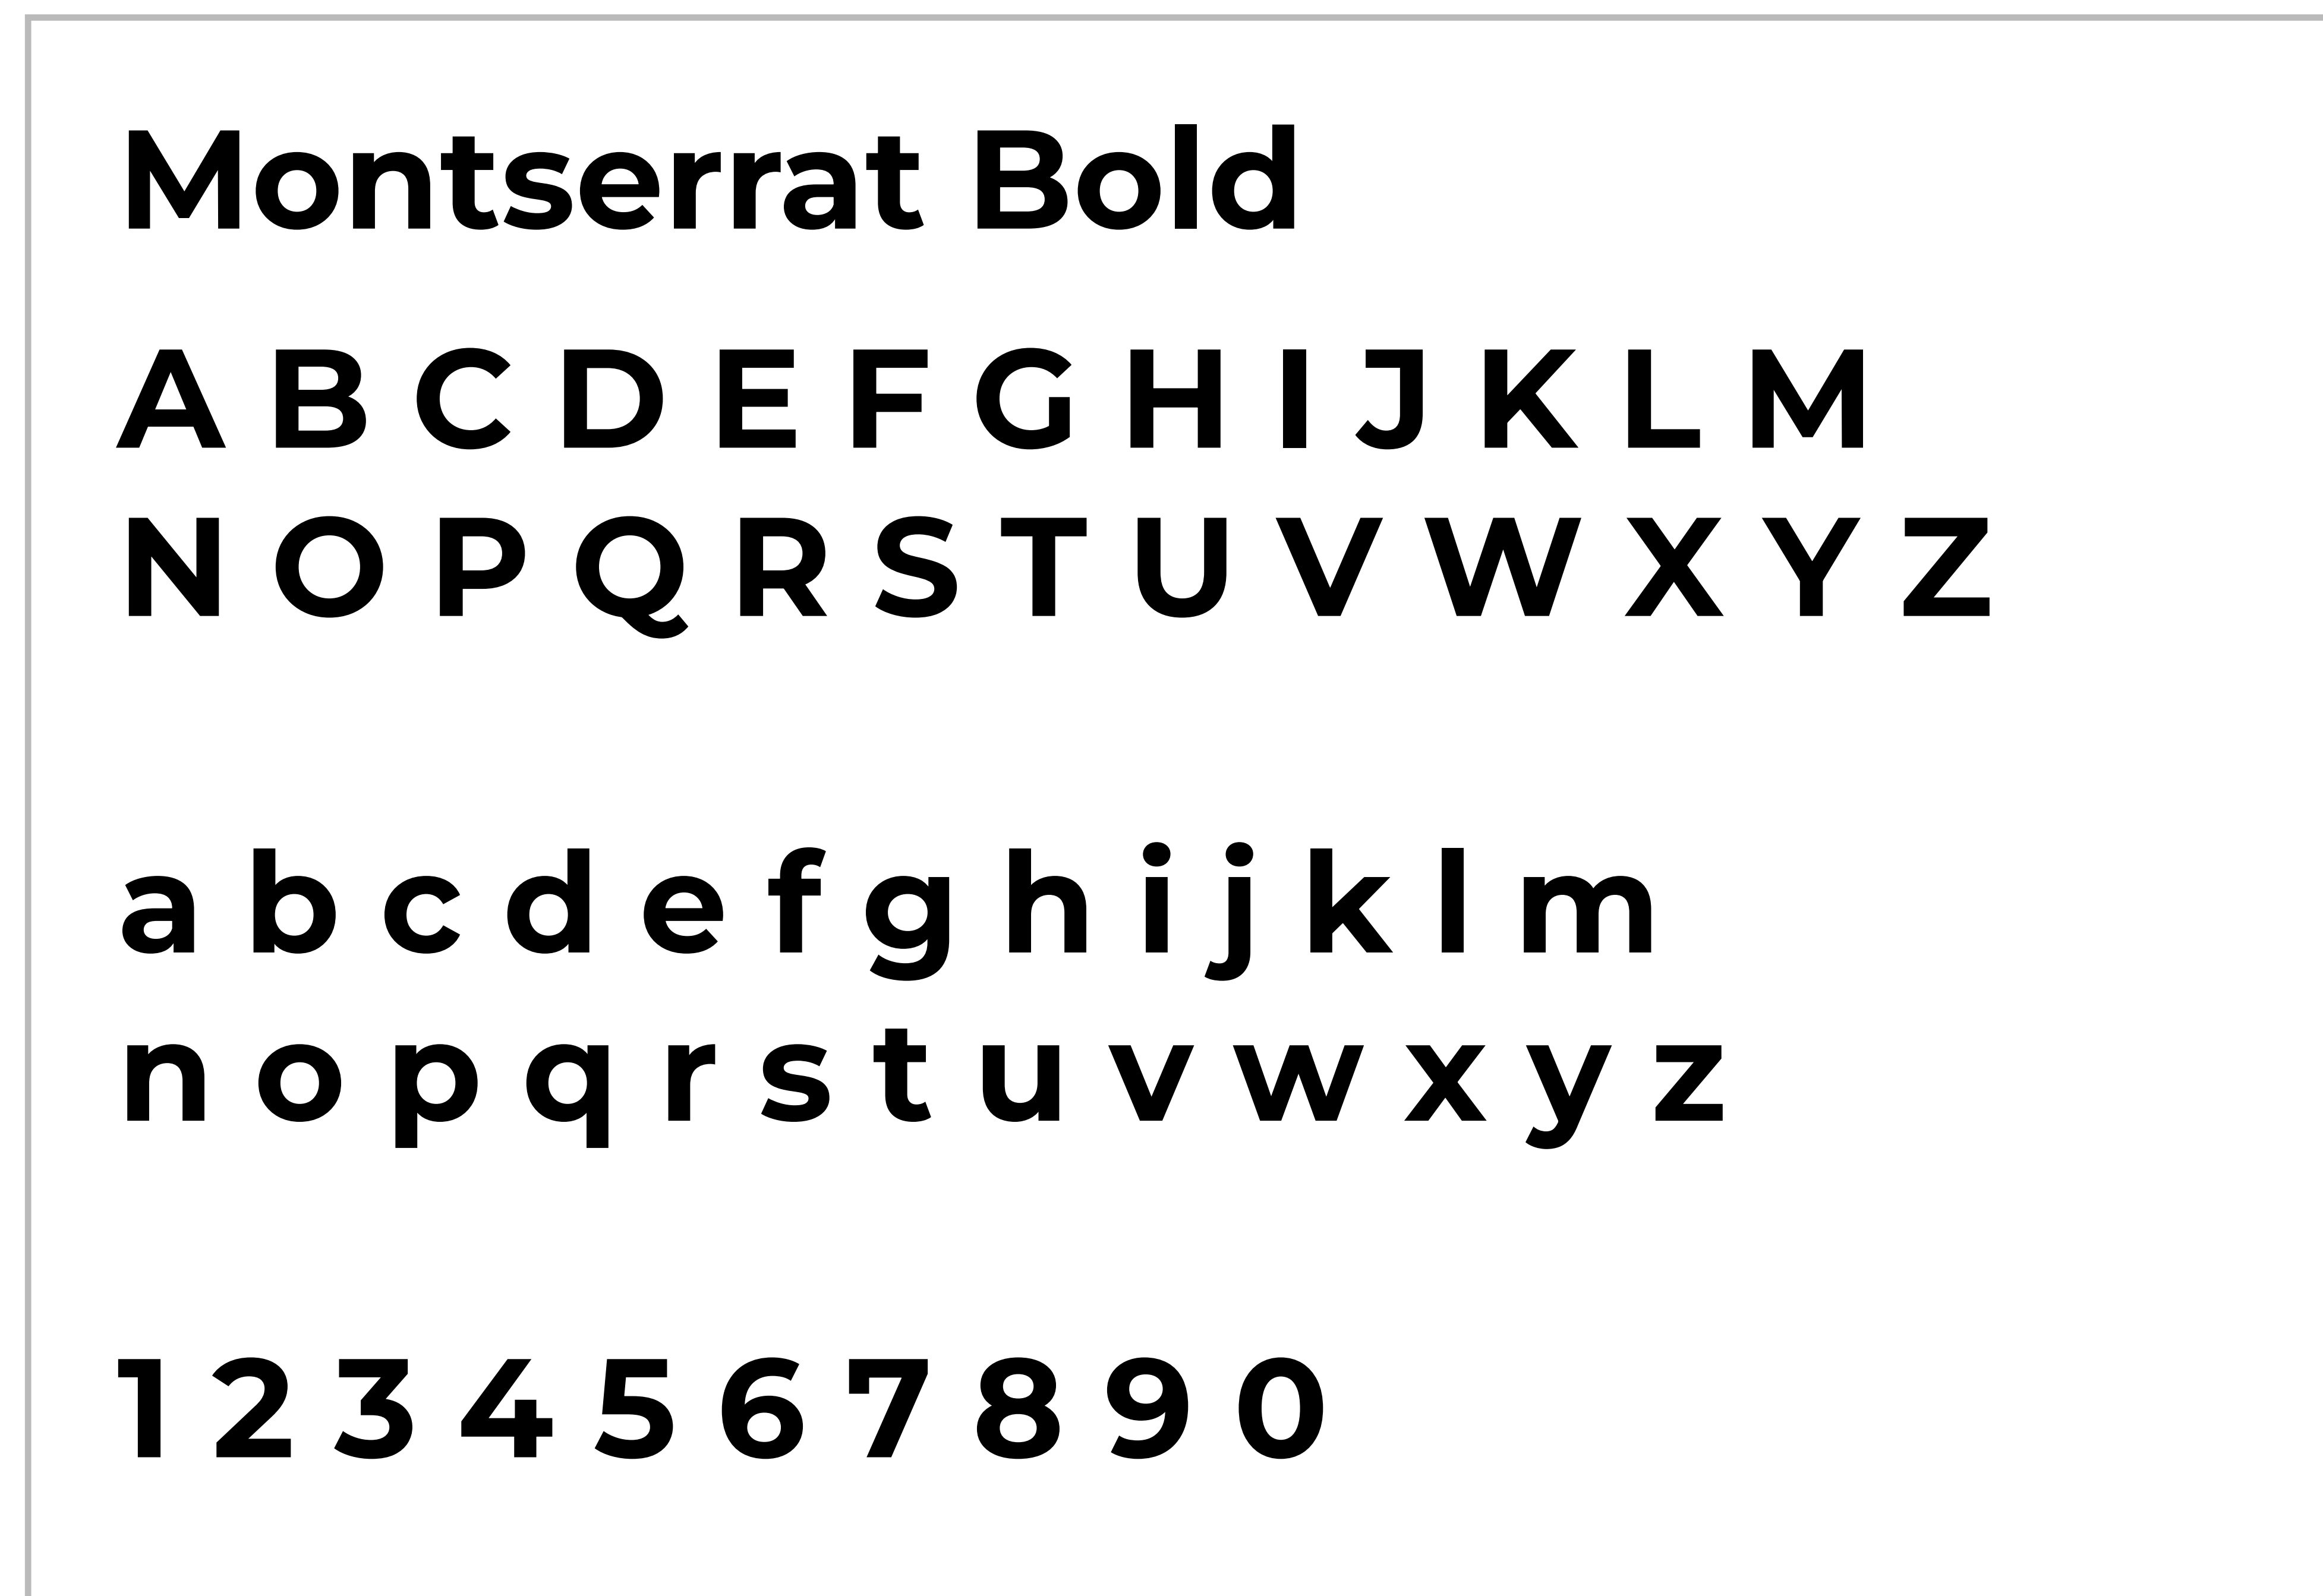 Montserrat Bold
A B C D E F G H I J K L M
N O P Q R S T U V W X Y Z
a b c d e f g h i j k l m
n o p q r s t u v w x y z
1 2 3 4 5 6 7 8 9 0